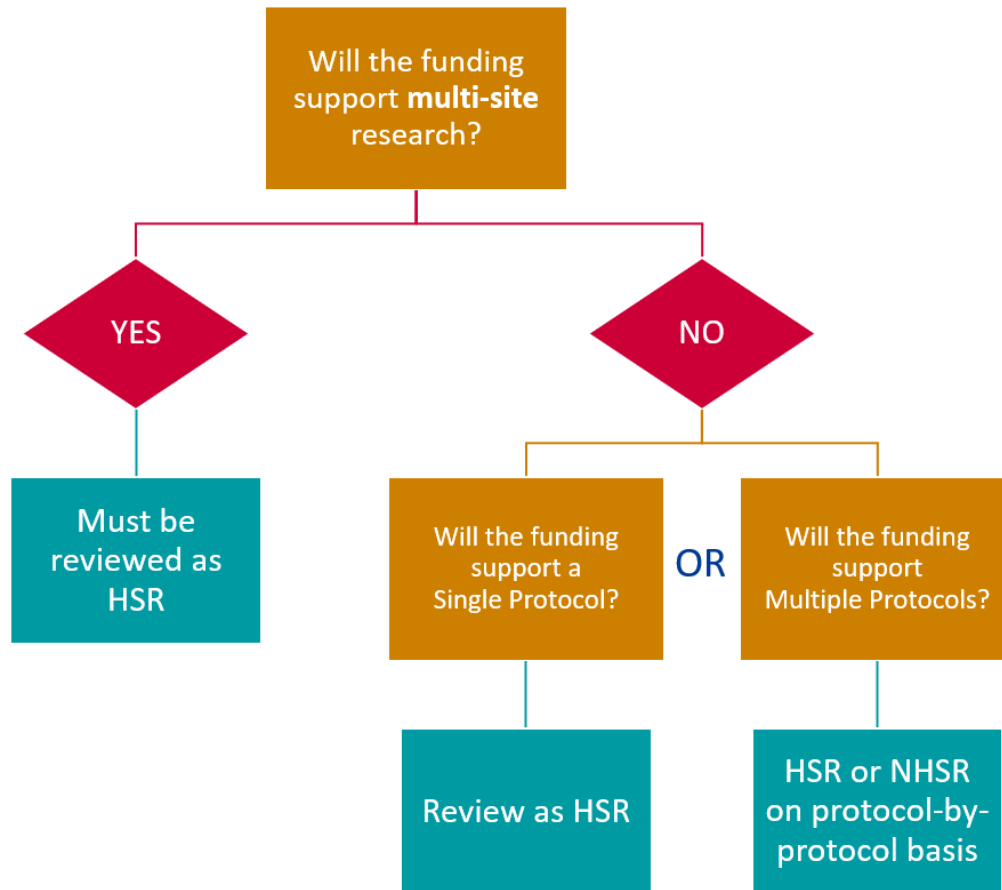 Will the funding
support multi-site
research?
YES
NO
Must be
reviewed as
HSR
Will the funding
support a
Single Protocol?
OR
Will the funding
support
Multiple Protocols?
Review as HSR
HSR or NHSR
on protocol-by-
protocol basis